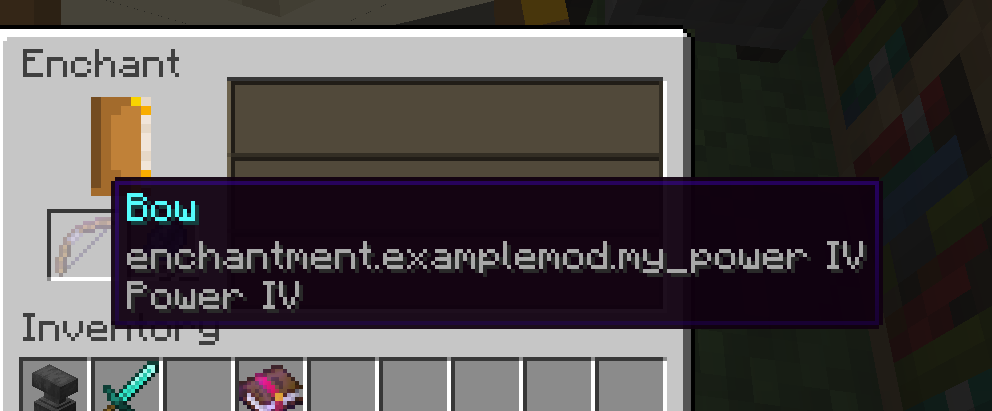 Enchant
Bow
enchantment.examplemod.my_power IV
Power IV
Inventory